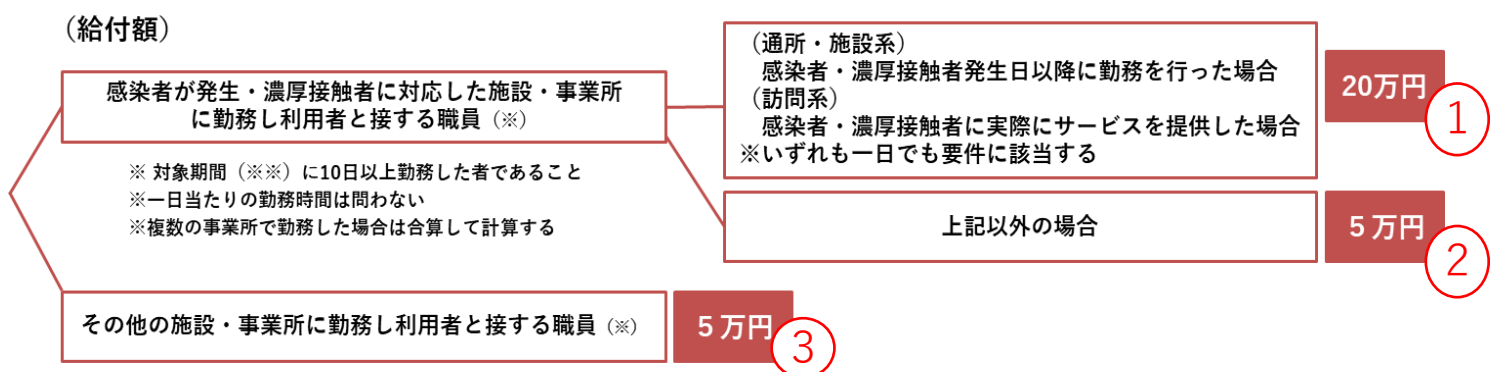 （給付額）
感染者が発生・濃厚接触者に対応した施設・事業所
に勤務し利用者と接する職員（※）
※ 対象期間（※※）に10日以上勤務した者であること
※一日当たりの勤務時間は問わない
※複数の事業所で勤務した場合は合算して計算する
（通所・施設系）
感染者・濃厚接触者発生日以降に勤務を行った場合
（訪問系）
感染者・濃厚接触者に実際にサービスを提供した場合
※いずれも一日でも要件に該当する
20万円
1
上記以外の場合
５万円
2
その他の施設・事業所に勤務し利用者と接する職員（※）
５万円
3